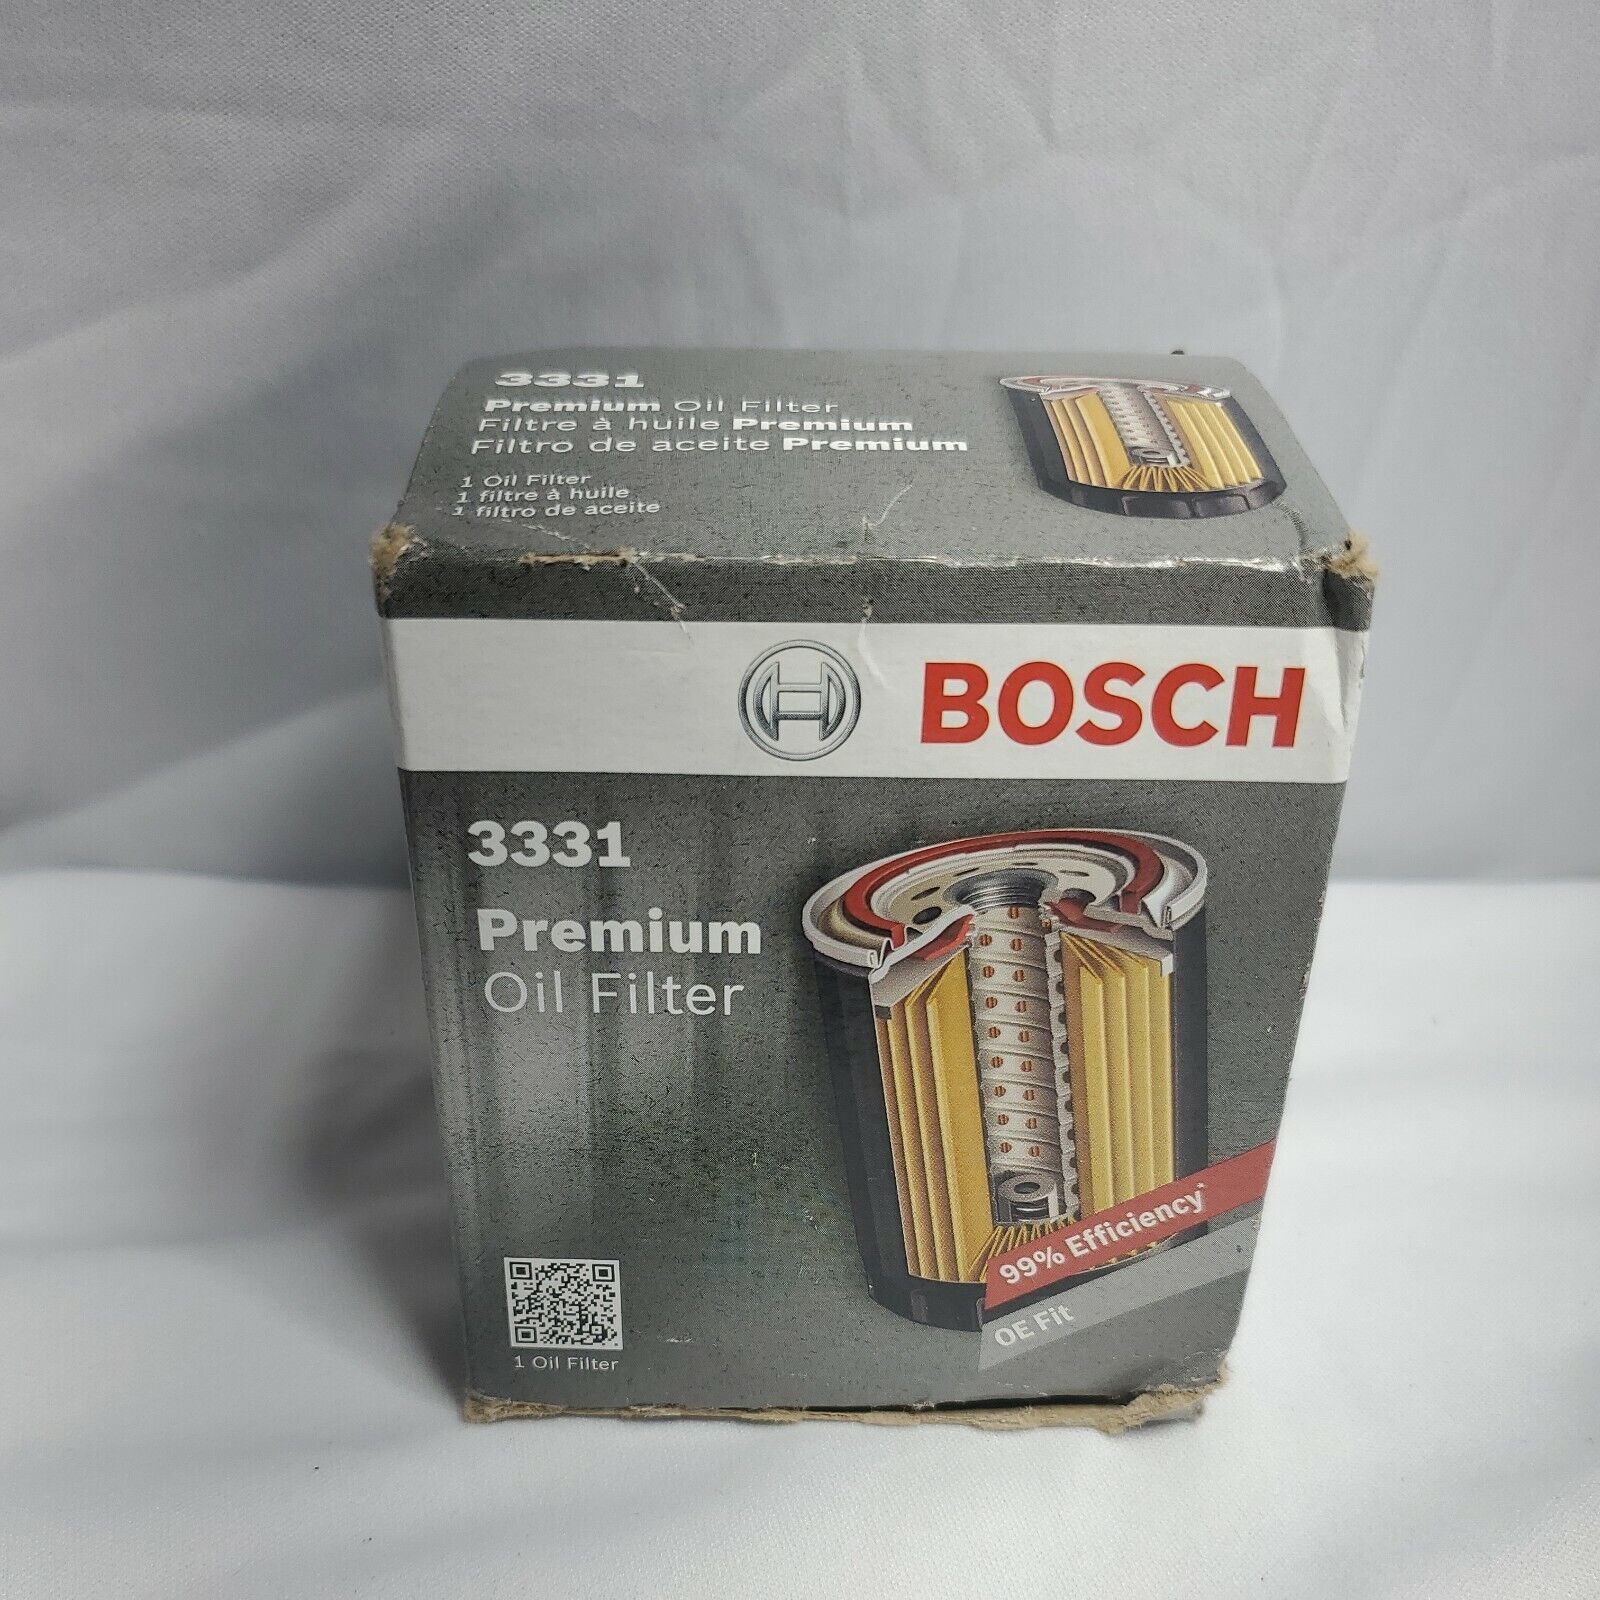 3331
Premium Oil Filter
Filtre à huile Premium
Filtro de aceite Premium
1 Oil Filter
1 filtre à huile
1 filtro de aceite
BOSCH
3331
Premium
Oil Filter
99% Efficiency*
OE Fit
1 Oil Filter